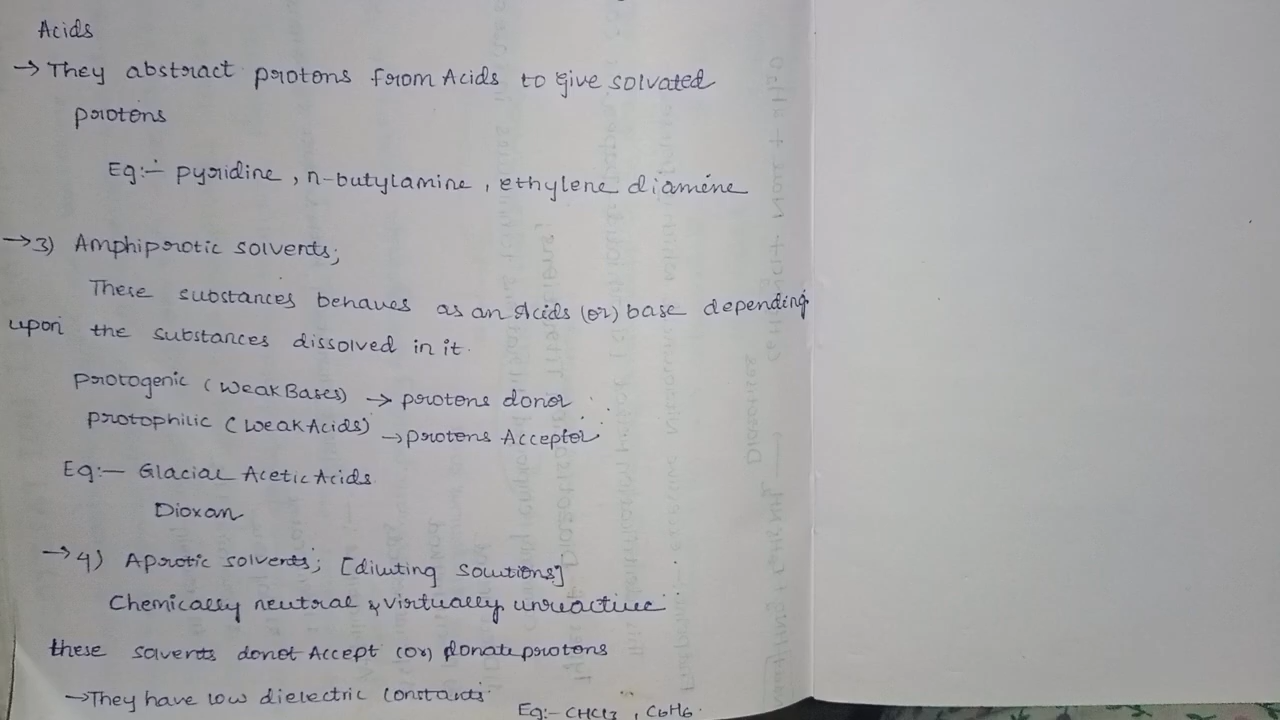 Acids
→ They abstract protons from Acids to give solvated
protons
Eg:- pyridine, n-butylamine, ethylene diamine
→3) Amphiprotic solvents;
These substances behaves as an Acids (or) base depending
upon the substances dissolved in it.
protogenic (Weak Bases) → protons donor
protophilic (Weak Acids) → protons Acceptor
Eg:- Glacial Acetic Acids
Dioxan
→4) Aprotic solvents; [diluting solutions]
Chemically neutral & virtually unreactive
these solvents donot Accept (or) donate protons
→They have low dielectric constants
Eg:- CHCl3, C6H6.